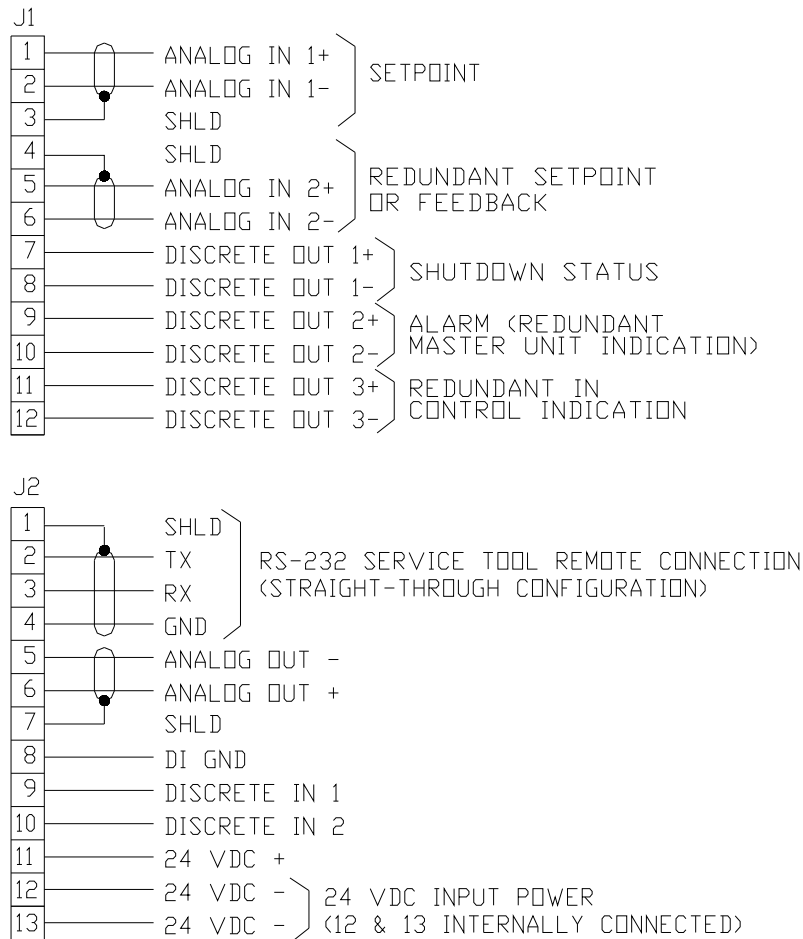 J1
1 ANALOG IN 1+
2 ANALOG IN 1-
SETPOINT
3 SHLD
4 SHLD
5 ANALOG IN 2+
6 ANALOG IN 2-
REDUNDANT SETPOINT
OR FEEDBACK
7 DISCRETE OUT 1+
8 DISCRETE OUT 1-
SHUTDOWN STATUS
9 DISCRETE OUT 2+
10 DISCRETE OUT 2-
ALARM (REDUNDANT
MASTER UNIT INDICATION)
11 DISCRETE OUT 3+
12 DISCRETE OUT 3-
REDUNDANT IN
CONTROL INDICATION
J2
1 SHLD
2 TX
3 RX
4 GND
RS-232 SERVICE TOOL REMOTE CONNECTION
(STRAIGHT-THROUGH CONFIGURATION)
5 ANALOG OUT -
6 ANALOG OUT +
7 SHLD
8 DI GND
9 DISCRETE IN 1
10 DISCRETE IN 2
11 24 VDC +
12 24 VDC -
13 24 VDC -
24 VDC INPUT POWER
(12 & 13 INTERNALLY CONNECTED)